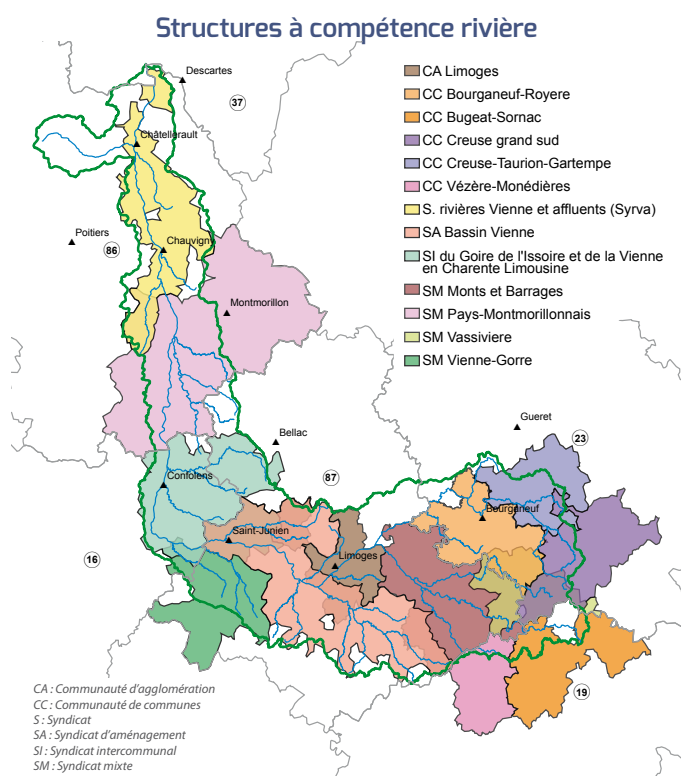 Structures à compétence rivière
Descartes
37
Châtellerault
Poitiers
86
Chauvigny
Montmorillon
CA Limoges
CC Bourganeuf-Royere
CC Bugeat-Sornac
CC Creuse grand sud
CC Creuse-Taurion-Gartempe
CC Vézère-Monédières
S. rivières Vienne et affluents (Syrva)
SA Bassin Vienne
SI du Goire de l'Issoire et de la Vienne
en Charente Limousine
SM Monts et Barrages
SM Pays-Montmorillonnais
SM Vassiviere
SM Vienne-Gorre
Gueret
23
Bellac
87
Confolens
Bourganeuf
Saint-Junien
16
Limoges
19
CA : Communauté d'agglomération
CC : Communauté de communes
S : Syndicat
SA : Syndicat d'aménagement
SI : Syndicat intercommunal
SM : Syndicat mixte